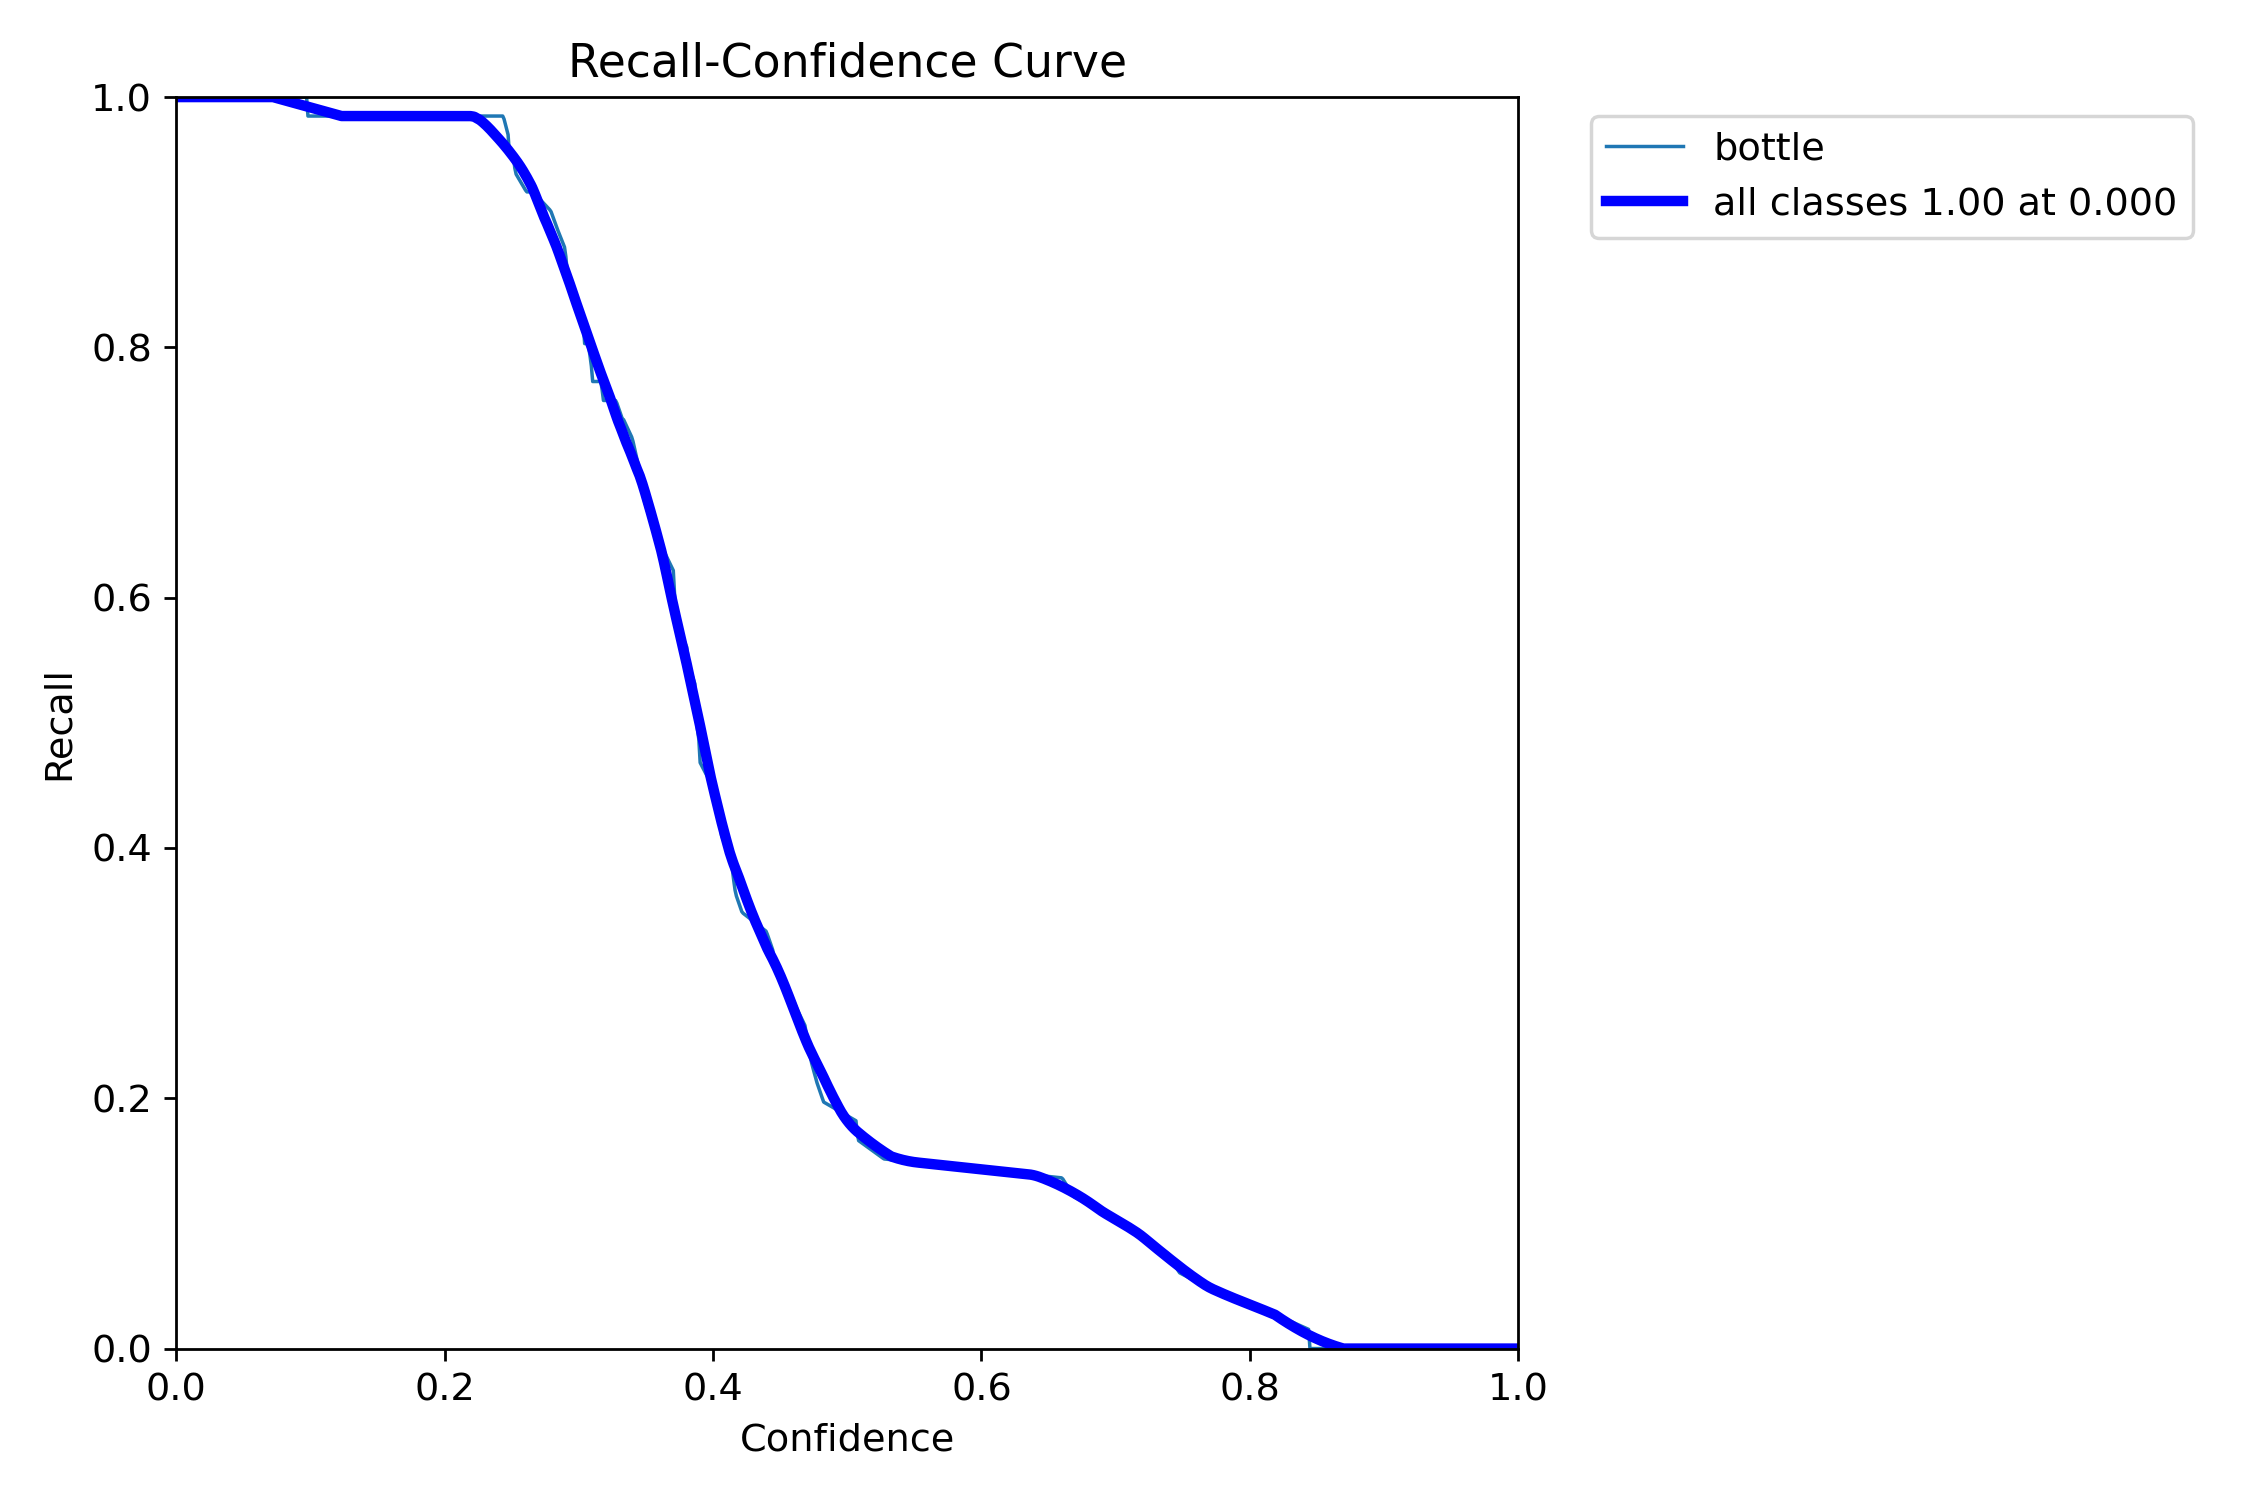 Recall-Confidence Curve
1.0
0.8
0.6
0.4
0.2
0.0
Recall
0.0 0.2 0.4 0.6 0.8 1.0
Confidence
bottle
all classes 1.00 at 0.000